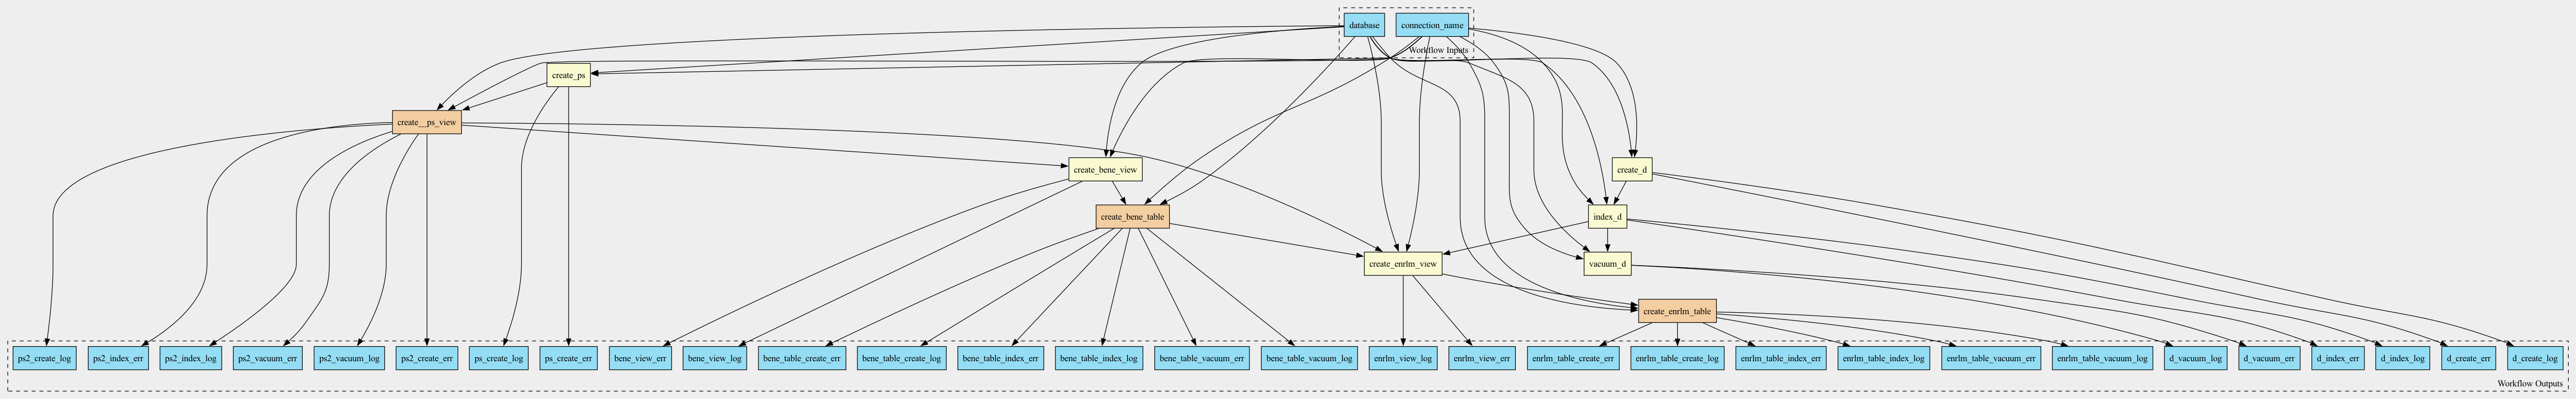 database
connection_name
Workflow Inputs
create_ps
create__ps_view
create_bene_view
create_d
create_bene_table
index_d
create_enrlm_view
vacuum_d
create_enrlm_table
ps2_create_log
ps2_index_err
ps2_index_log
ps2_vacuum_err
ps2_vacuum_log
ps2_create_err
ps_create_log
ps_create_err
bene_view_err
bene_view_log
bene_table_create_err
bene_table_create_log
bene_table_index_err
bene_table_index_log
bene_table_vacuum_err
bene_table_vacuum_log
enrlm_view_log
enrlm_view_err
enrlm_table_create_err
enrlm_table_create_log
enrlm_table_index_err
enrlm_table_index_log
enrlm_table_vacuum_err
enrlm_table_vacuum_log
d_vacuum_log
d_vacuum_err
d_index_err
d_index_log
d_create_err
d_create_log
Workflow Outputs